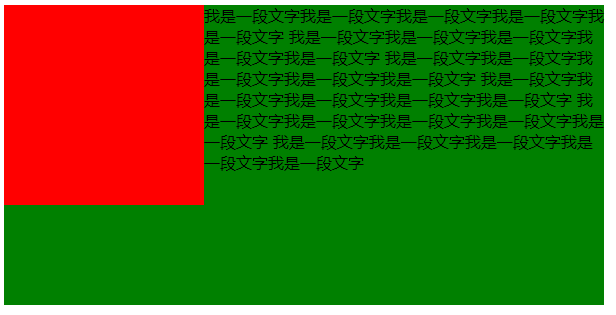 我是一段文字我是一段文字我是一段文字我是一段文字我
是一段文字 我是一段文字我是一段文字我是一段文字我
是一段文字我是一段文字 我是一段文字我是一段文字我
是一段文字我是一段文字我是一段文字 我是一段文字我
是一段文字我是一段文字我是一段文字我是一段文字 我
是一段文字我是一段文字我是一段文字我是一段文字我是
一段文字 我是一段文字我是一段文字我是一段文字我是
一段文字我是一段文字